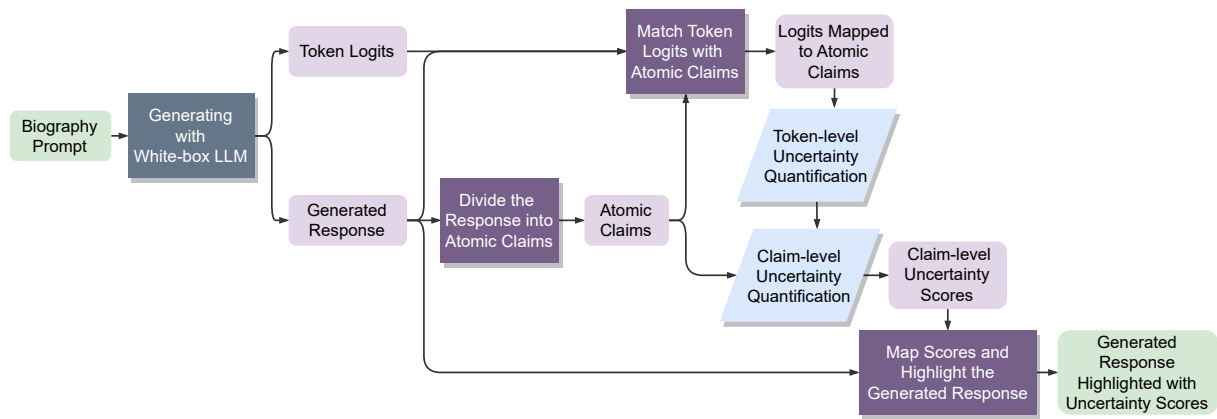 Biography
Prompt
Generating
with
White-box LLM
Token Logits
Generated
Response
Divide the
Response into
Atomic Claims
Atomic
Claims
Match Token
Logits with
Atomic Claims
Logits Mapped
to Atomic
Claims
Token-level
Uncertainty
Quantification
Claim-level
Uncertainty
Quantification
Claim-level
Uncertainty
Scores
Map Scores and
Highlight the
Generated Response
Generated
Response
Highlighted with
Uncertainty Scores